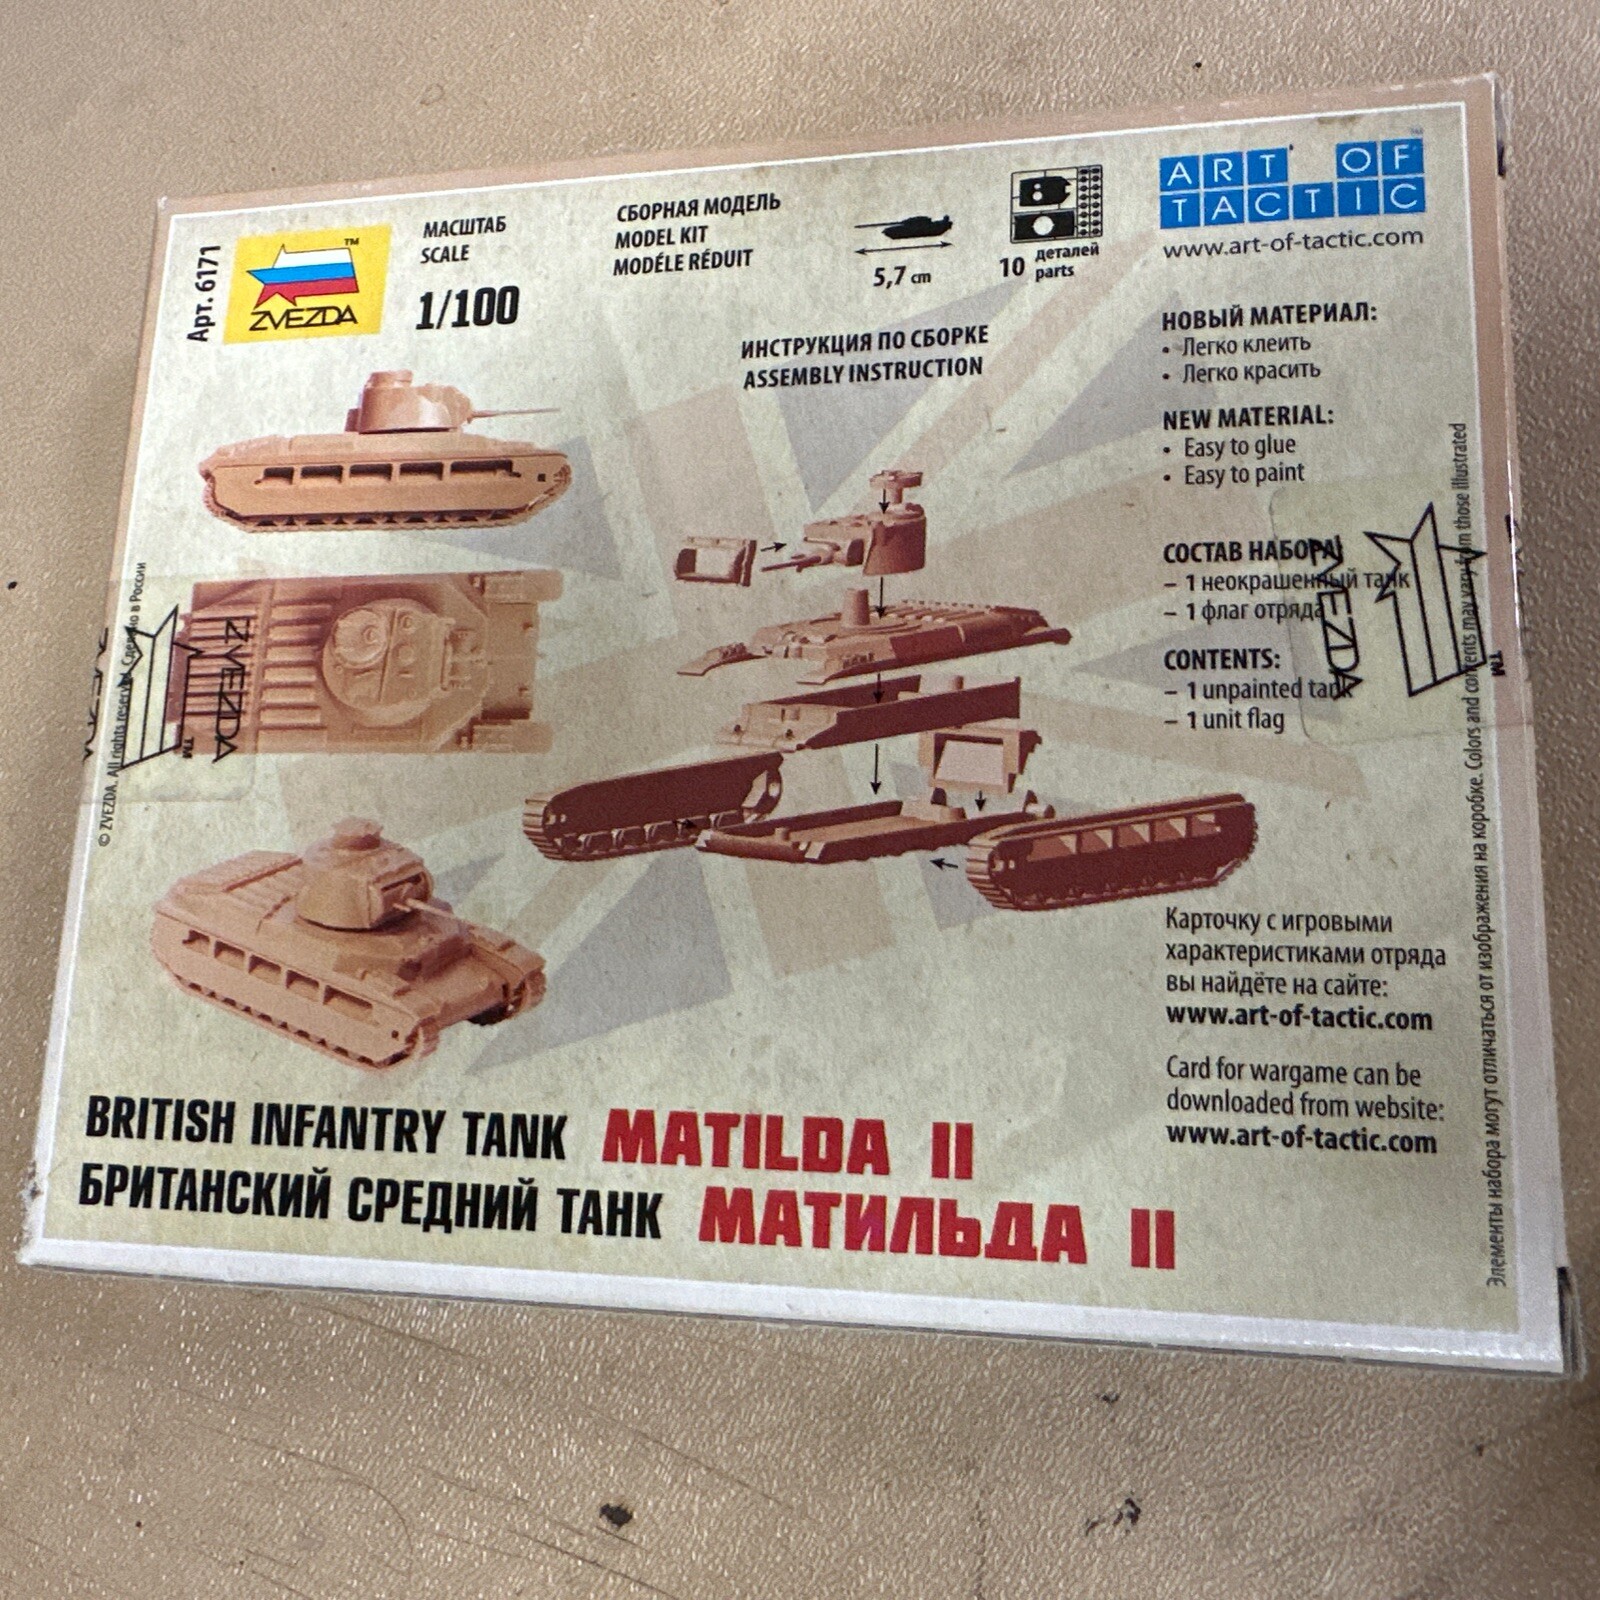 Арт. 6171
ZVEZDA
TM
МАСШТАБ
SCALE
1/100
СБОРНАЯ МОДЕЛЬ
MODEL KIT
MODÉLE RÉDUIT
5,7 cm
10 деталей
parts
ART OF
TACTIC
www.art-of-tactic.com
ИНСТРУКЦИЯ ПО СБОРКЕ
ASSEMBLY INSTRUCTION
НОВЫЙ МАТЕРИАЛ:
• Легко клеить
• Легко красить
NEW MATERIAL:
• Easy to glue
• Easy to paint
СОСТАВ НАБОРА:
– 1 неокрашенный танк
– 1 флаг отряда
CONTENTS:
– 1 unpainted tank
– 1 unit flag
ZVEZDA
TM
ZVEZDA
TM
© ZVEZDA. All rights reserved. Сделано в России
Карточку с игровыми
характеристиками отряда
вы найдёте на сайте:
www.art-of-tactic.com
Card for wargame can be
downloaded from website:
www.art-of-tactic.com
Элементы набора могут отличаться от изображения на коробке. Colors and contents may vary from those illustrated
BRITISH INFANTRY TANK MATILDA II
БРИТАНСКИЙ СРЕДНИЙ ТАНК МАТИЛЬДА II